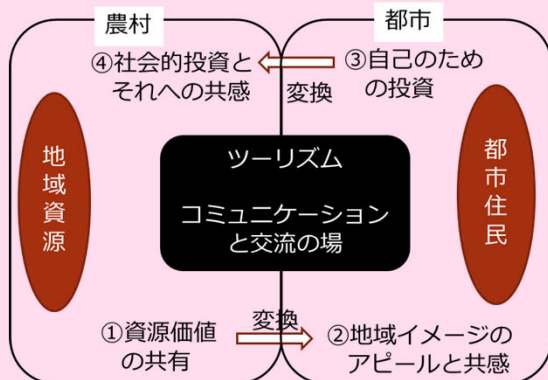 農村
都市
④社会的投資と
それへの共感
変換
③自己のため
の投資
地域資源
ツーリズム
コミュニケーション
と交流の場
都市住民
①資源価値
の共有
変換
②地域イメージの
アピールと共感